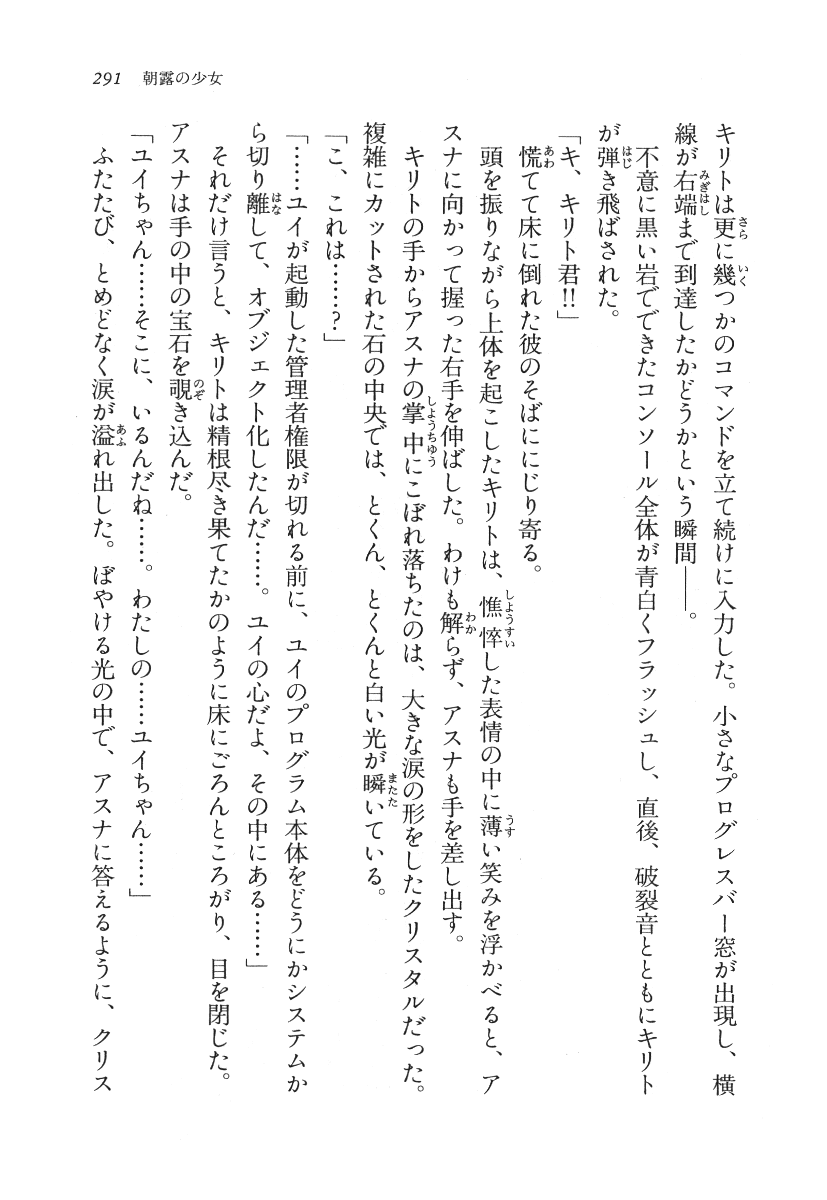 291 朝露の少女
キリトは更に幾つかのコマンドを立て続けに入力した。小さなプログレスバー窓が出現し、横
線が右端まで到達したかどうかという瞬間――。
不意に黒い岩でできたコンソール全体が青白くフラッシュし、直後、破裂音とともにキリト
が弾き飛ばされた。
「キ、キリト君!!」
慌てて床に倒れた彼のそばににじり寄る。
頭を振りながら上体を起こしたキリトは、憔悴した表情の中に薄い笑みを浮かべると、ア
スナに向かって握った右手を伸ばした。わけも解らず、アスナも手を差し出す。
キリトの手からアスナの掌中にこぼれ落ちたのは、大きな涙の形をしたクリスタルだった。
複雑にカットされた石の中央では、とくん、とくんと白い光が瞬いている。
「こ、これは……?」
「……ユイが起動した管理者権限が切れる前に、ユイのプログラム本体をどうにかシステムか
ら切り離して、オブジェクト化したんだ……。ユイの心だよ、その中にある……」
それだけ言うと、キリトは精根尽き果てたかのように床にごろんところがり、目を閉じた。
アスナは手の中の宝石を覗き込んだ。
「ユイちゃん……そこに、いるんだね……。わたしの……ユイちゃん……」
ふたたび、とめどなく涙が溢れ出した。ぼやける光の中で、アスナに答えるように、クリス